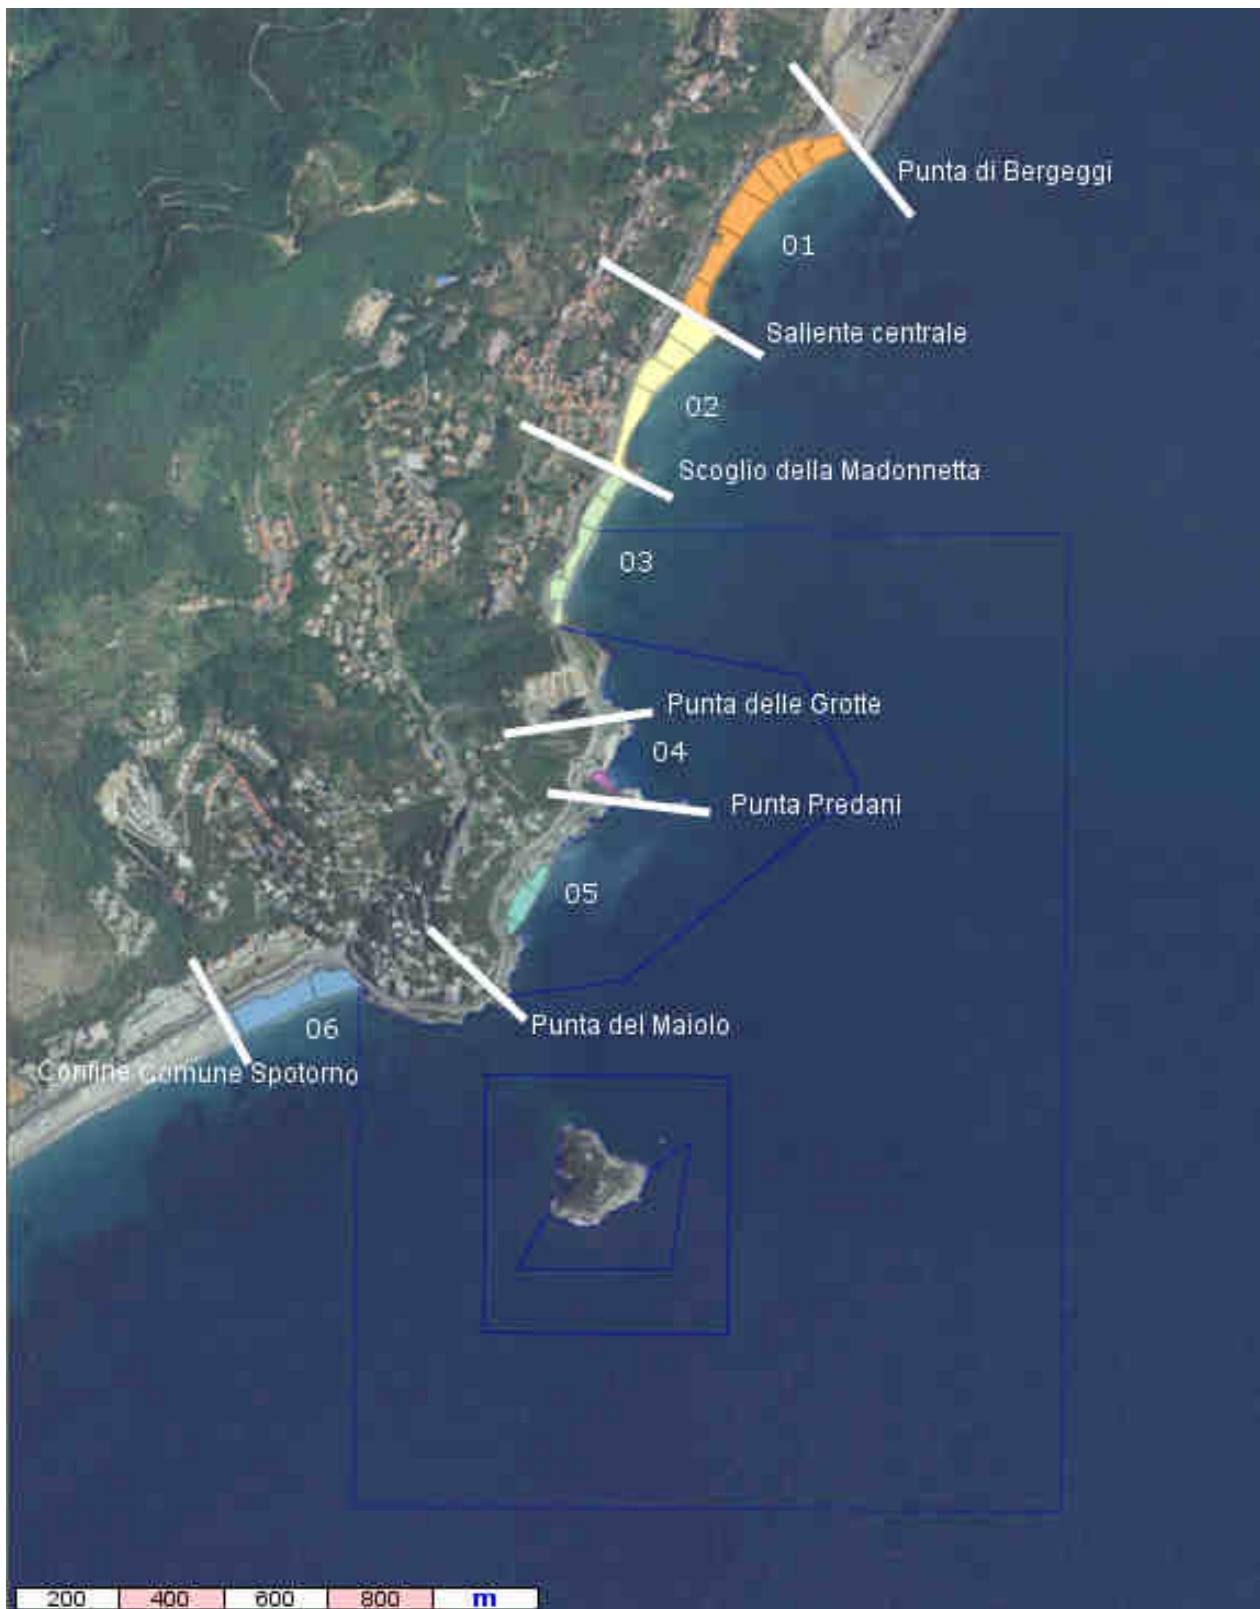 Punta di Bergeggi
01
Saliente centrale
02
Scoglio della Madonnetta
03
Punta delle Grotte
04
Punta Predani
05
Punta del Maiolo
06
Confine Comune Spotorno
200 400 600 800 m